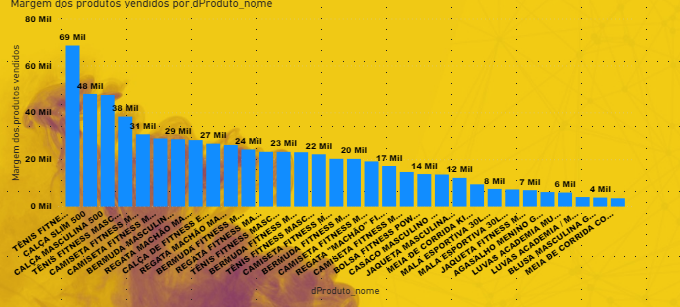 Margem dos produtos vendidos por dProduto_nome
Margem dos produtos vendidos
80 Mil
60 Mil
40 Mil
20 Mil
0 Mil
69 Mil
48 Mil
38 Mil
31 Mil
29 Mil
27 Mil
24 Mil
23 Mil
22 Mil
20 Mil
17 Mil
14 Mil
12 Mil
8 Mil
7 Mil
6 Mil
4 Mil
TÊNIS FITNE...
CALÇA SLIM 500
CALÇA MASCULINA 500
TÊNIS FITNESS MASC...
CAMISETA FITNESS M...
CAMISETA FITNESS M...
BERMUDA MASCULIN...
REGATA MACHÃO MA...
CALÇA DE FITNESS E...
REGATA MACHÃO MA...
BERMUDA FITNESS M...
REGATA FITNESS MA...
TÊNIS FITNESS MASC...
BERMUDA FITNESS M...
TÊNIS FITNESS MASC...
CAMISETA FITNESS M...
BERMUDA FITNESS M...
CAMISETA FITNESS M...
REGATA "MACHÃO" FI...
CAMISETA FITNESS M...
BOLSA FITNESS POW...
CASACO MASCULINO ...
JAQUETA MASCULINA...
MEIA DE CORRIDA KI...
MALA ESPORTIVA 30L...
MALA ESPORTIVA 30L...
JAQUETA FITNESS M...
AGASALHO MENINO G...
LUVAS ACADEMIA MU...
LUVAS ACADEMIA / M...
BLUSA MASCULINA G...
MEIA DE CORRIDA CO...
dProduto_nome